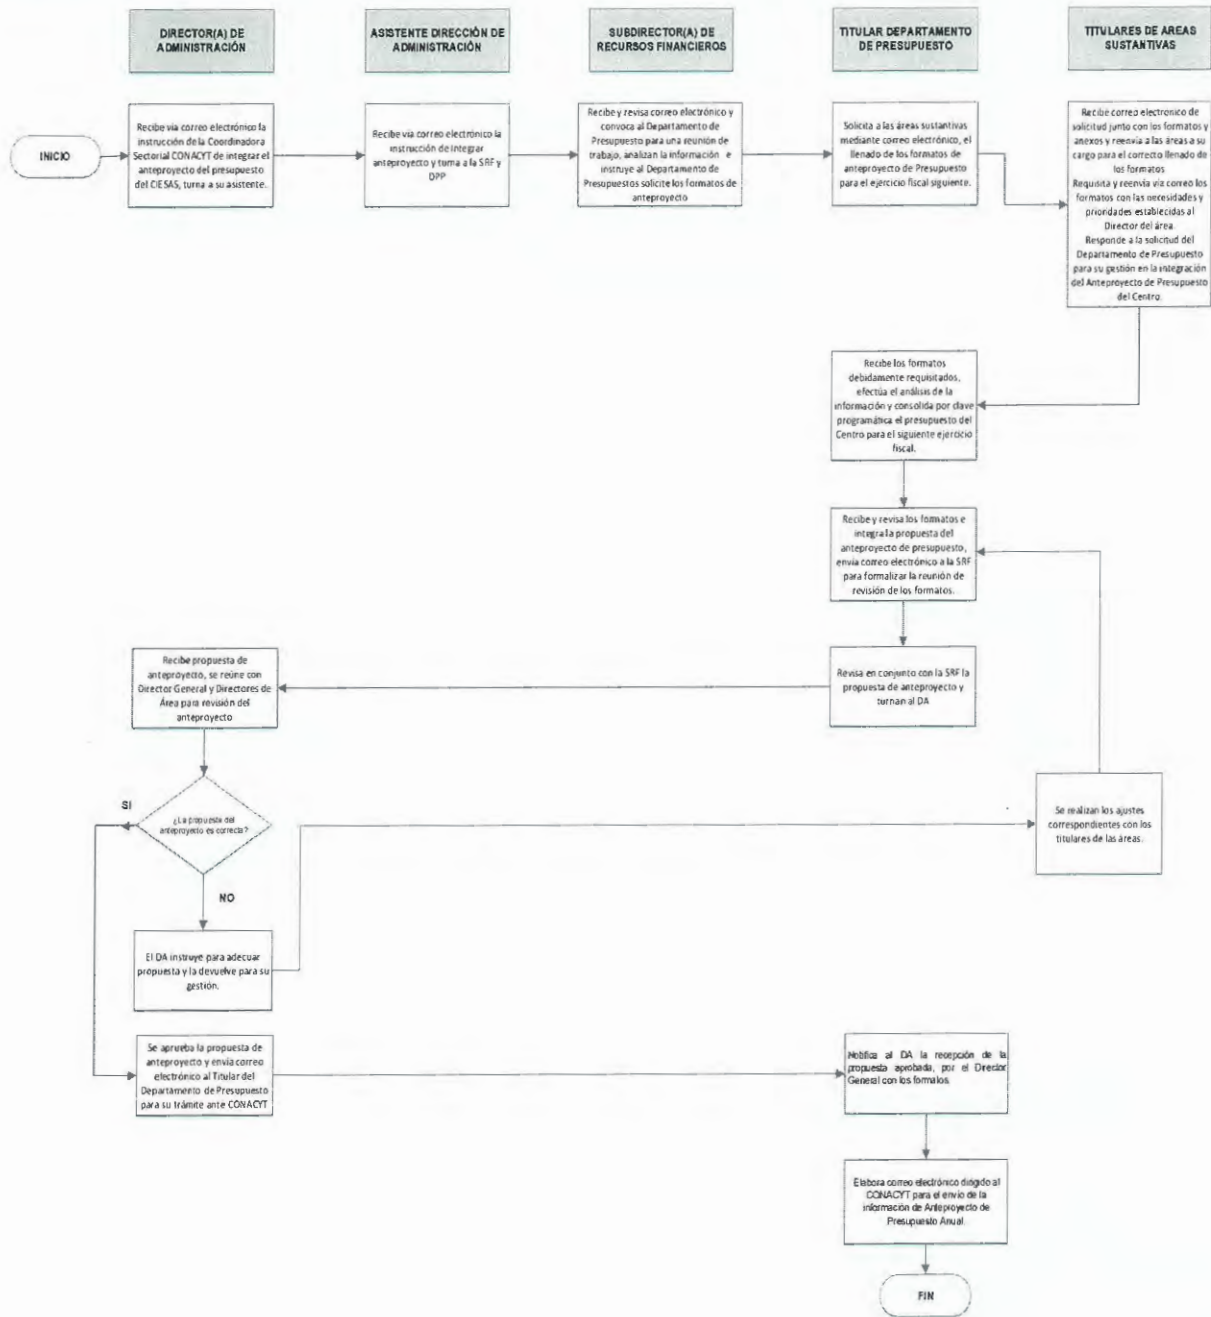 DIRECTOR(A) DE
ADMINISTRACIÓN
ASISTENTE DIRECCIÓN DE
ADMINISTRACIÓN
SUBDIRECTOR(A) DE
RECURSOS FINANCIEROS
TITULAR DEPARTAMENTO
DE PRESUPUESTO
TITULARES DE AREAS
SUSTANTIVAS
INICIO
Recibe vía correo electrónico la
instrucción de la Coordinadora
Sectorial CONACYT de integrar el
anteproyecto del presupuesto
del CIESAS, turna a su asistente.
Recibe vía correo electrónico la
instrucción de integrar
anteproyecto y turna a la SRF y
DPP
Recibe y revisa correo electrónico y
convoca al Departamento de
Presupuesto para una reunión de
trabajo, analizan la información e
instruye al Departamento de
Presupuestos solicite los formatos de
anteproyecto
Solicita a las áreas sustantivas
mediante correo electrónico, el
llenado de los formatos de
anteproyecto de Presupuesto
para el ejercicio fiscal siguiente.
Recibe correo electronico de
solicitud junto con los formatos y
anexos y reenvia a las áreas a su
cargo para el correcto llenado de
los formatos
Requisita y reenvia vía correo los
formatos con las necesidades y
prioridades establecidas al
Director del área.
Responde a la solicitud del
Departamento de Presupuesto
para su gestión en la integración
del Anteproyecto de Presupuesto
del Centro.
Recibe los formatos
debidamente requisitados,
efectúa el análisis de la
información y consolida por clave
programática el presupuesto del
Centro para el siguiente ejercicio
fiscal.
Recibe y revisa los formatos e
integra la propuesta del
anteproyecto de presupuesto,
envía correo electrónico a la SRF
para formalizar la reunión de
revisión de los formatos.
Recibe propuesta de
anteproyecto, se reúne con
Director General y Directores de
Área para revisión del
anteproyecto
Revisa en conjunto con la SRF la
propuesta de anteproyecto y
turnan al DA
SI
¿La propuesta del
anteproyecto es correcta?
Se realizan los ajustes
correspondientes con los
titulares de las áreas.
NO
El DA instruye para adecuar
propuesta y la devuelve para su
gestión.
Se aprueba la propuesta de
anteproyecto y envía correo
electrónico al Titular del
Departamento de Presupuesto
para su trámite ante CONACYT
Notifica al DA la recepción de la
propuesta aprobada, por el Director
General con los formatos.
Elabora correo electrónico dirigido al
CONACYT para el envío de la
información de Anteproyecto de
Presupuesto Anual.
FIN